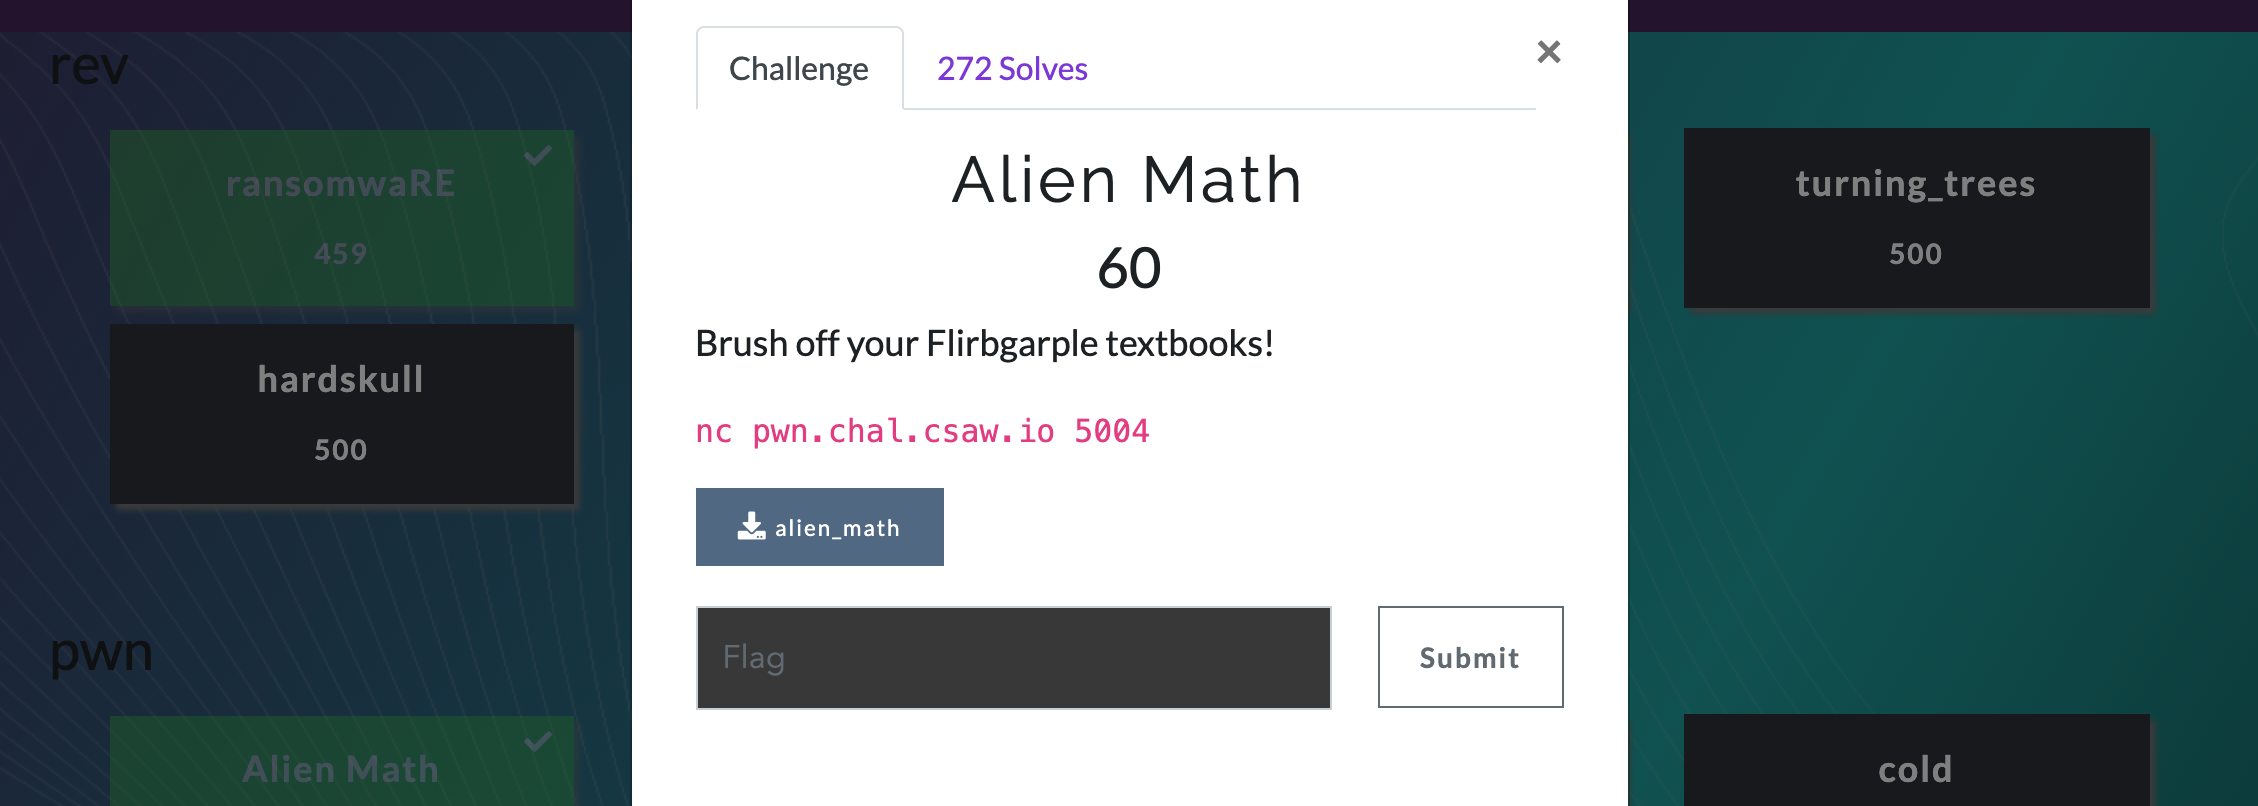 rev
ransomwaRE
459
hardskull
500
pwn
Alien Math
Challenge
272 Solves
×
Alien Math
60
Brush off your Flirbgarple textbooks!
nc pwn.chal.csaw.io 5004
alien_math
Flag
Submit
turning_trees
500
cold